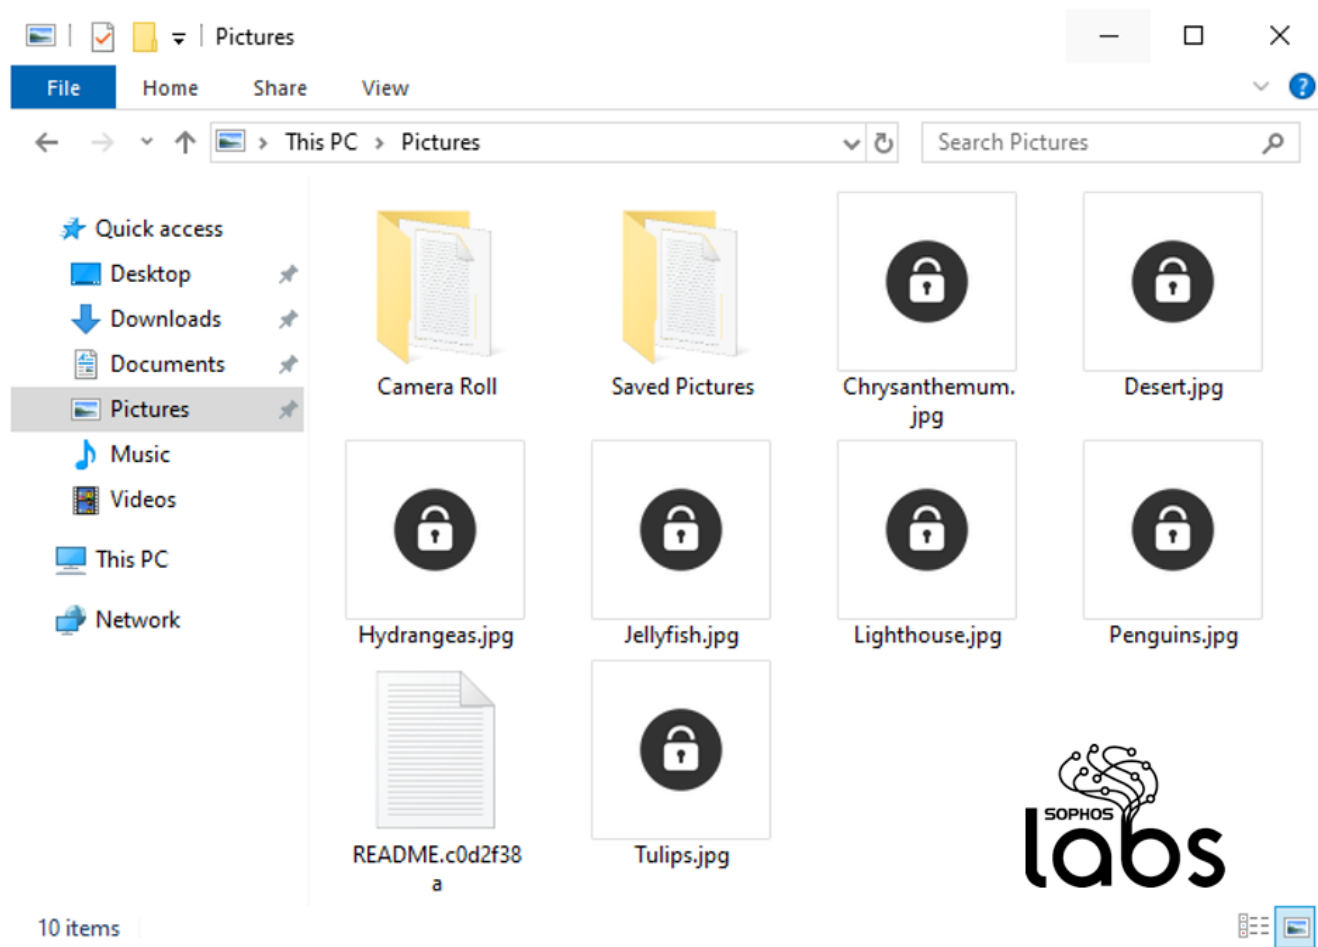 Pictures
File Home Share View
This PC > Pictures
Search Pictures
Quick access
Desktop
Downloads
Documents
Pictures
Music
Videos
This PC
Network
Camera Roll
Saved Pictures
Chrysanthemum.
jpg
Desert.jpg
Hydrangeas.jpg
Jellyfish.jpg
Lighthouse.jpg
Penguins.jpg
README.c0d2f38
a
Tulips.jpg
SOPHOS
labs
10 items